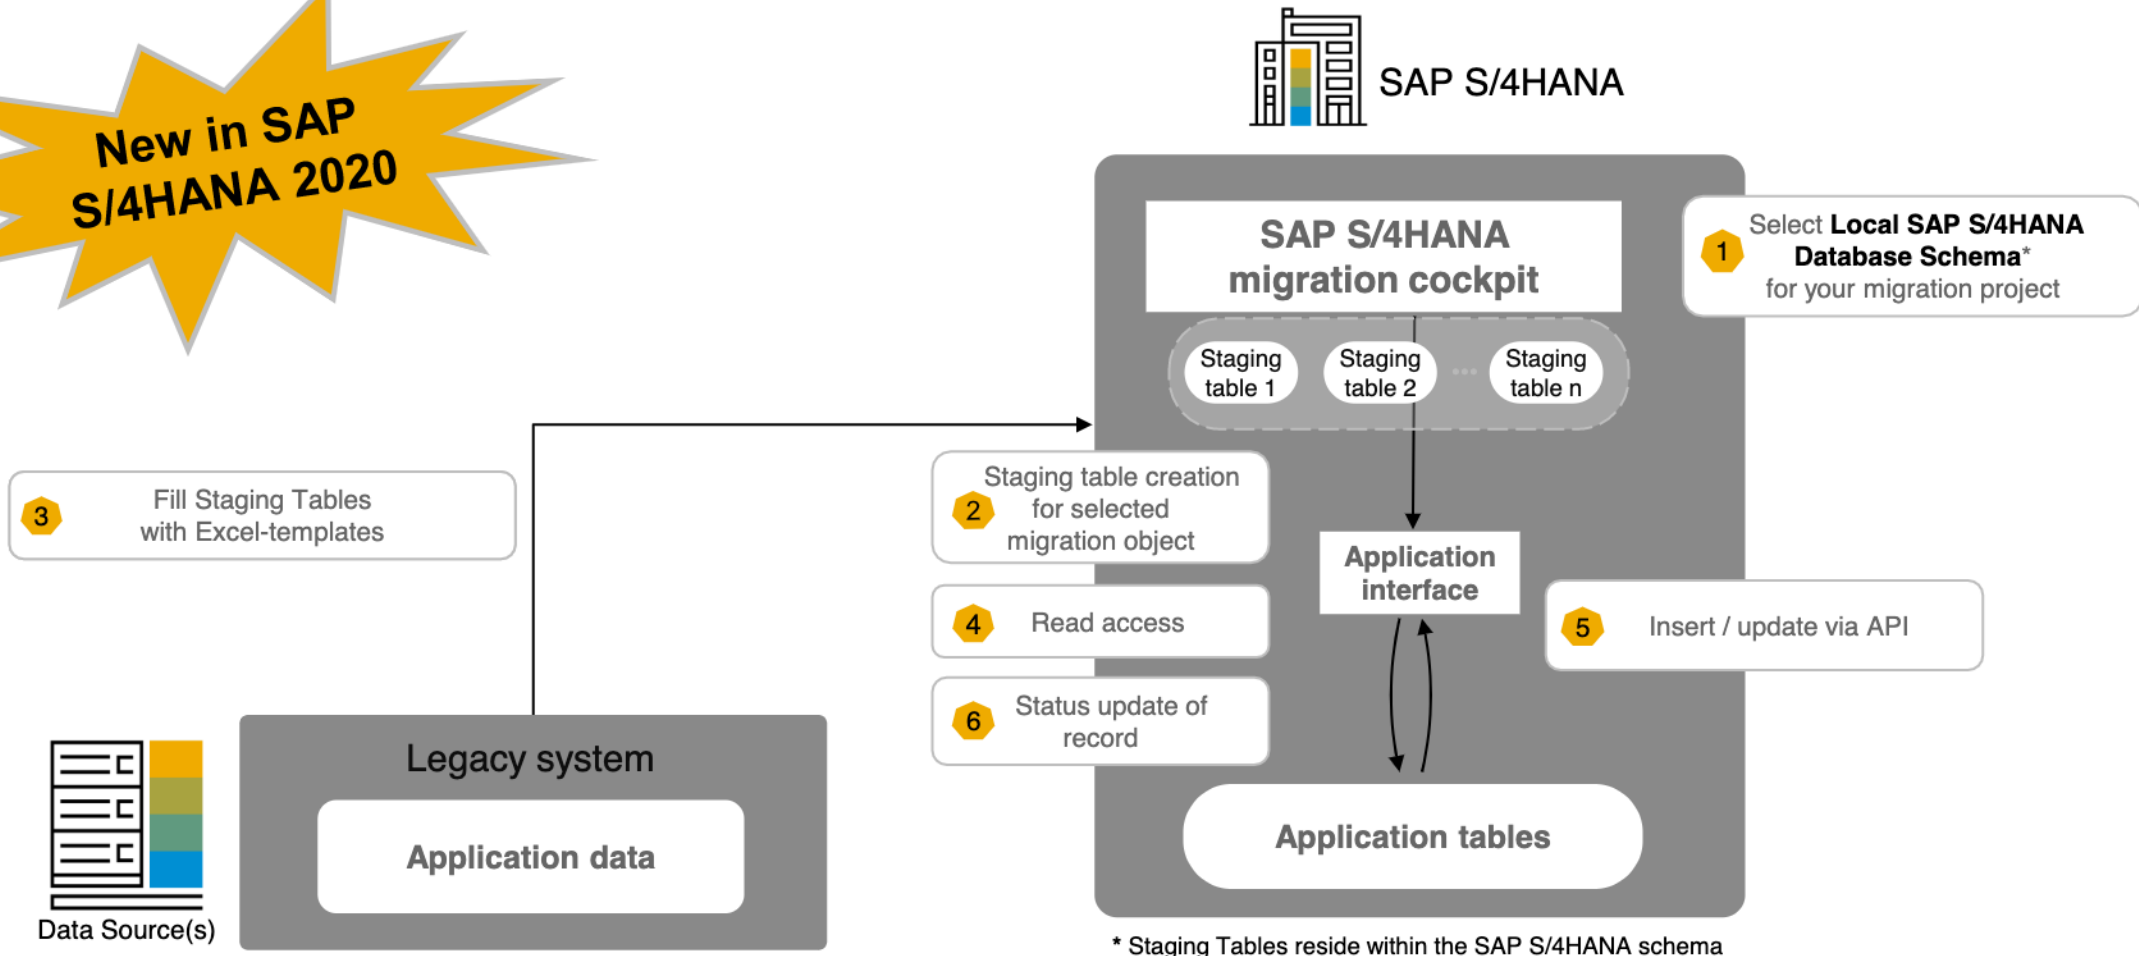 New in SAP
S/4HANA 2020
SAP S/4HANA
SAP S/4HANA
migration cockpit
1
Select Local SAP S/4HANA
Database Schema*
for your migration project
Staging
table 1
Staging
table 2
...
Staging
table n
3
Fill Staging Tables
with Excel-templates
2
Staging table creation
for selected
migration object
Application
interface
4
Read access
5
Insert / update via API
6
Status update of
record
Legacy system
Application data
Application tables
Data Source(s)
* Staging Tables reside within the SAP S/4HANA schema